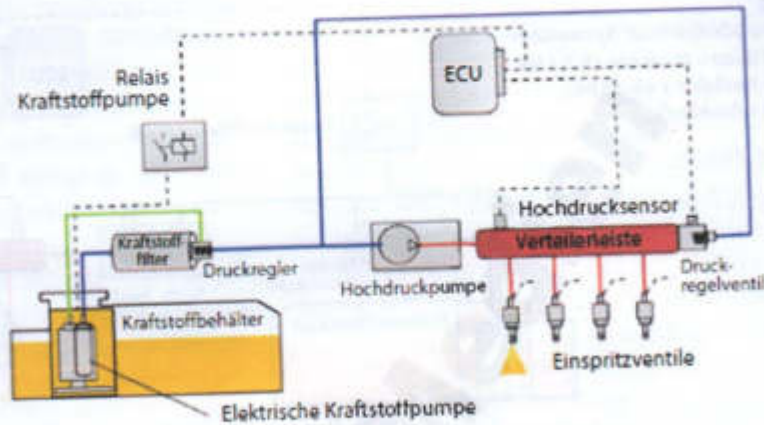 Relais
Kraftstoffpumpe
ECU
Kraftstoff-
filter
Druckregler
Hochdruckpumpe
Hochdrucksensor
Verteilerleiste
Druck-
regelventil
Kraftstoffbehälter
Einspritzventile
Elektrische Kraftstoffpumpe